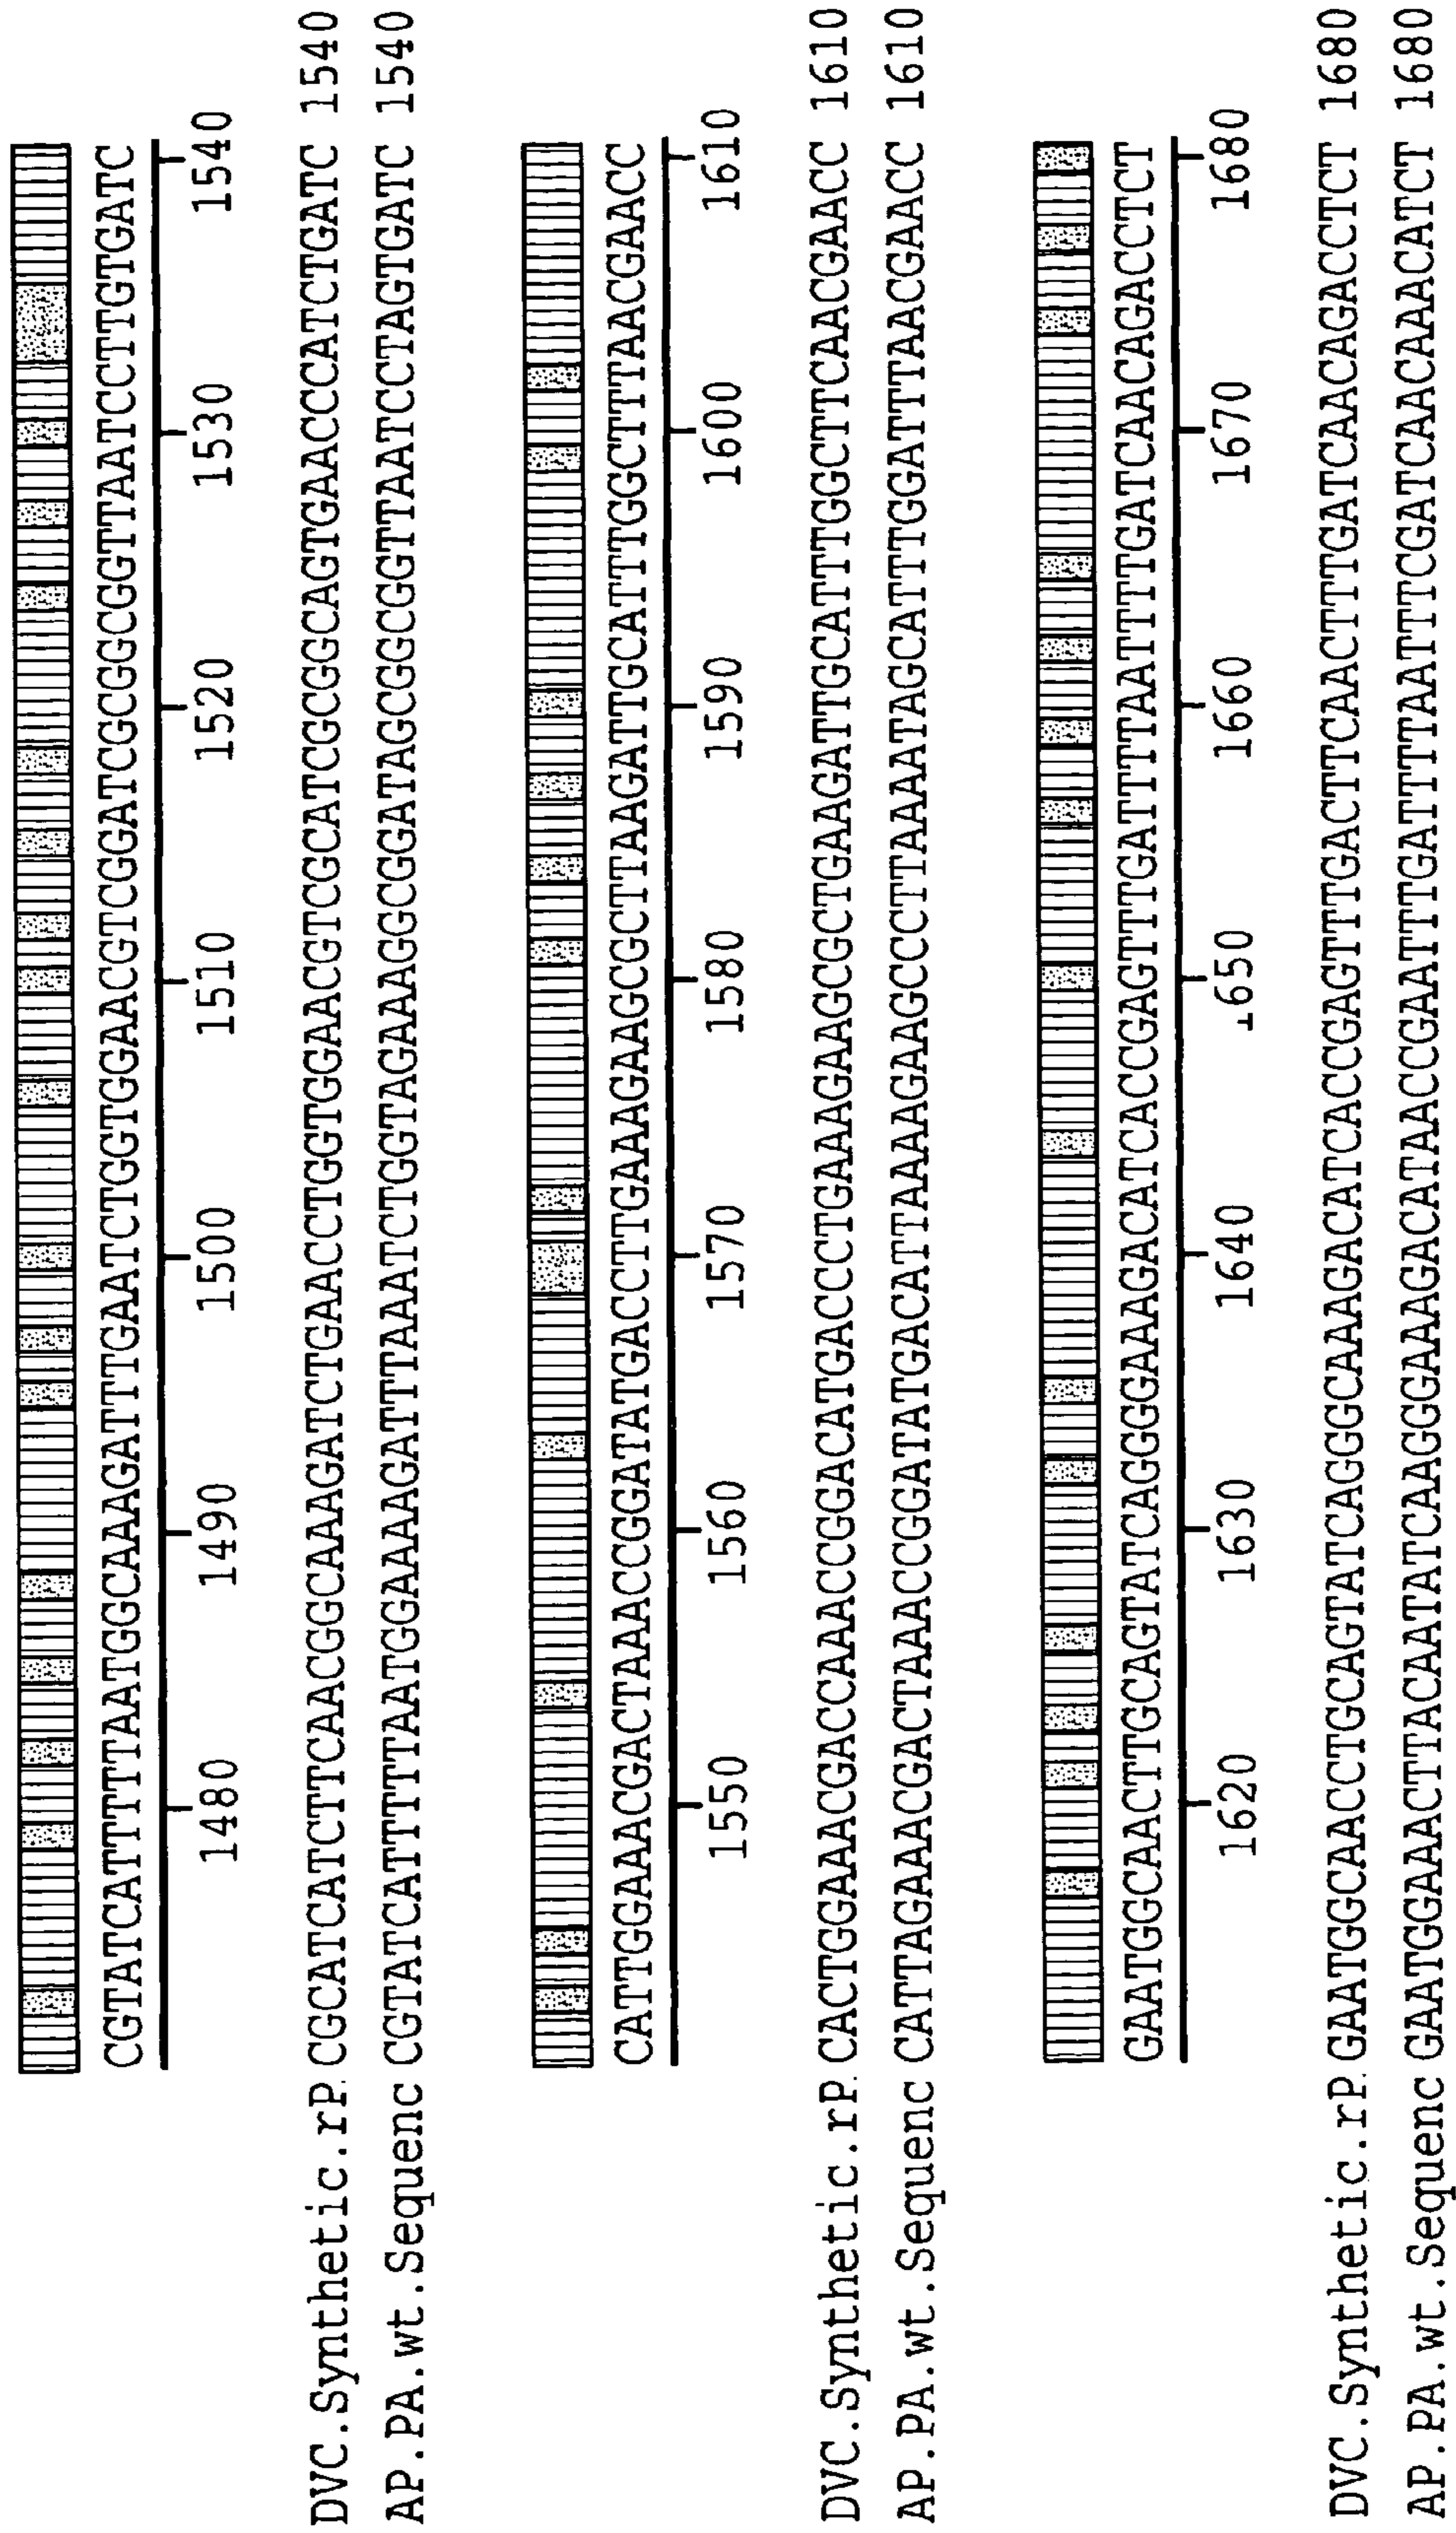 CGTATCATTTTTAATGGCAAAGATTTGAATCTGGTGGAACGTCGGATCGCGGCGGTTAATCCTTGTGATC
1480 1490 1500 1510 1520 1530 1540
DVC.Synthetic.rP. CGCATCATCTTCAACGGCAAAGATCTGAACCTGGTGGAACGTCGCATCGCGGCAGTGAACCCATCTGATC 1540
AP.PA.wt.Sequenc CGTATCATTTTTAATGGAAAAGATTTAAATCTGGTAGAAAGGCGGATAGCGGCGGTTAATCCTAGTGATC 1540
CATTGGAAACGACTAAACCGGATATGACCTTGAAAGAAGCGCTTAAGATTGCATTTGGCTTTAACGAACC
1550 1560 1570 1580 1590 1600 1610
DVC.Synthetic.rP. CACTGGAAACGACCAAACCGGACATGACCCTGAAAGAAGCGCTGAAGATTGCATTTGGCTTCAACGAACC 1610
AP.PA.wt.Sequenc CATTAGAAACGACTAAACCGGATATGACATTAAAAGAAGCCCTTAAAATAGCATTTGGATTTAACGAACC 1610
GAATGGCAACTTGCAGTATCAGGGGAAAGACATCACCGAGTTTGATTTTAATTTTGATCAACAGACCTCT
1620 1630 1640 1650 1660 1670 1680
DVC.Synthetic.rP. GAATGGCAACCTGCAGTATCAGGGCAAAGACATCACCGAGTTTGACTTCAACTTTGATCAACAGACCTCT 1680
AP.PA.wt.Sequenc GAATGGAAACTTACAATATCAAGGGAAAGACATAACCGAATTTGATTTTAATTTCGATCAACAAACATCT 1680